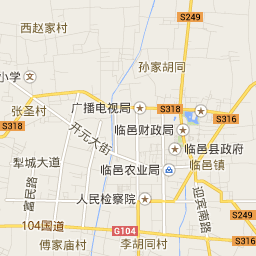 S249
西赵家村
孙家胡同
小学
广播电视局
S318
S316
张圣村
S318
开元大街
临邑财政局
临邑县政府
犁城大道
临邑农业局
临邑镇
人民检察院
迎宾南路
S249
104国道
G104
S316
傅家庙村
李胡同村